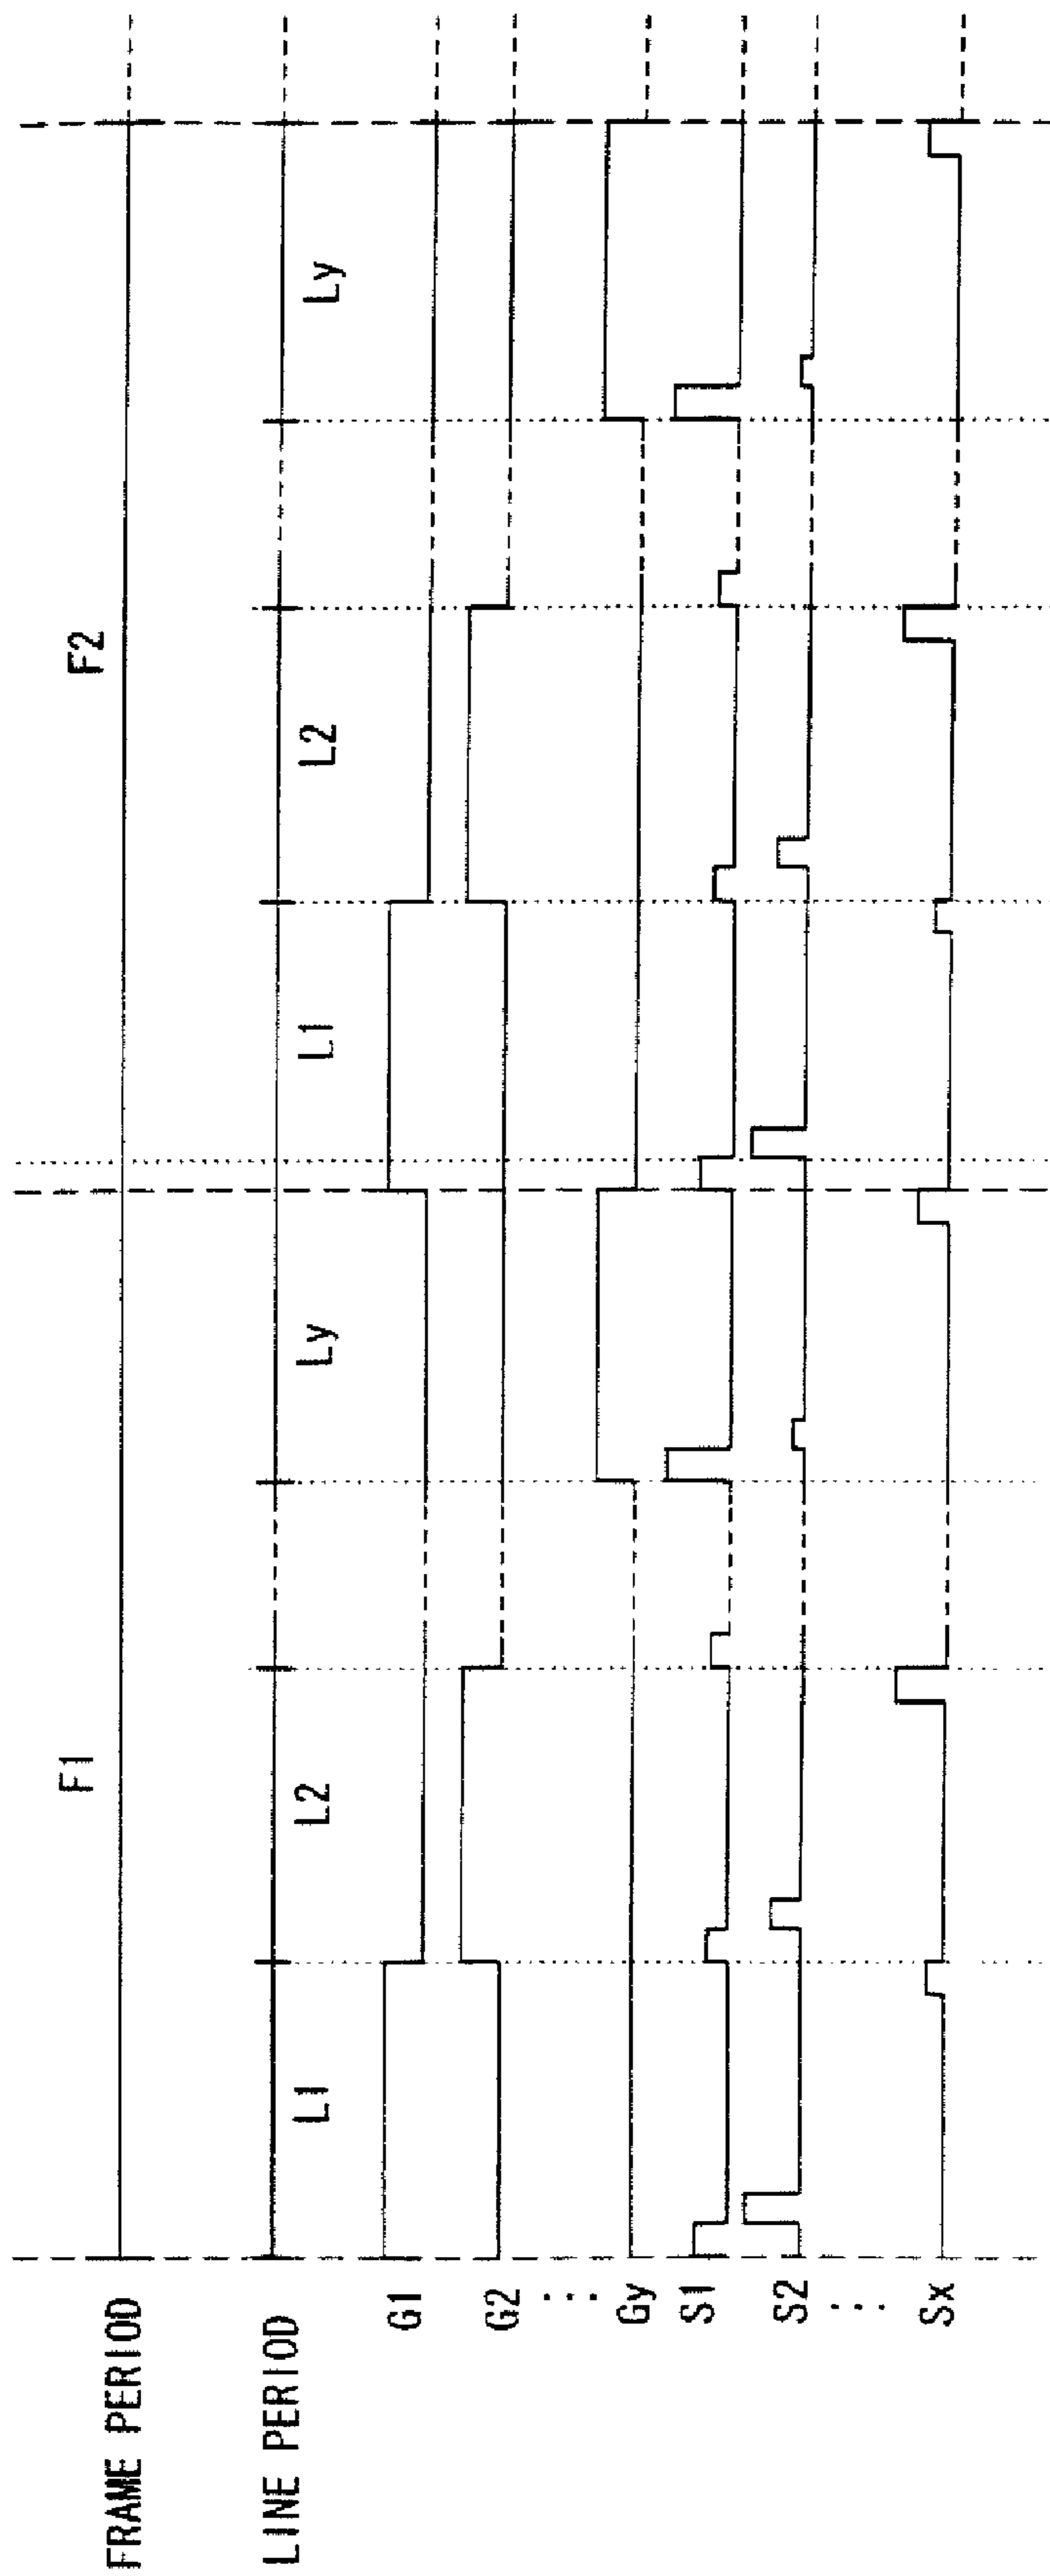 FRAME PERIOD
F1
F2
LINE PERIOD
L1
L2
Ly
L1
L2
Ly
G1
G2
⋮
Gy
S1
S2
⋮
Sx